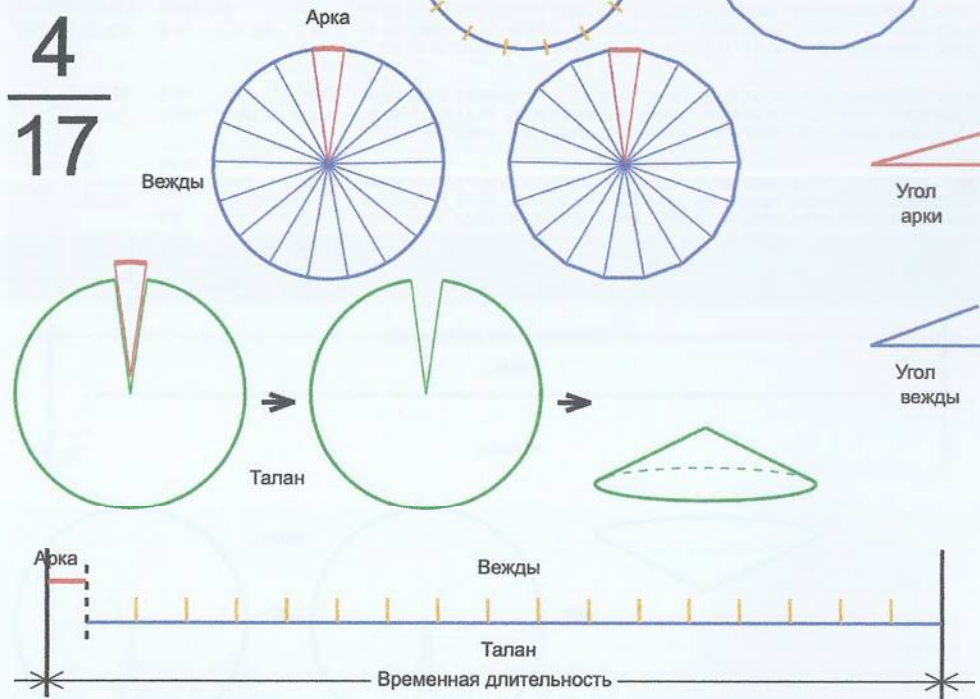 Арка
4
17
Вежды
Угол
арки
Угол
вежды
Талан
Арка
Вежды
Талан
Временная длительность